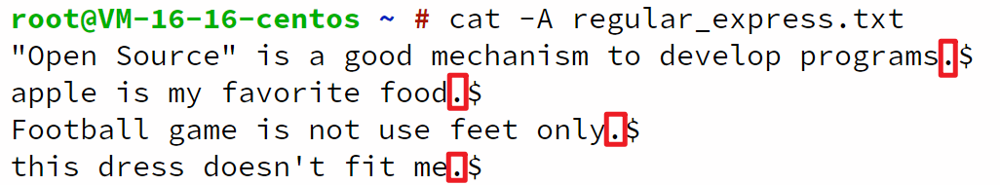 root@VM-16-16-centos ~ # cat -A regular_express.txt
"Open Source" is a good mechanism to develop programs.$
apple is my favorite food.$
Football game is not use feet only.$
this dress doesn't fit me.$